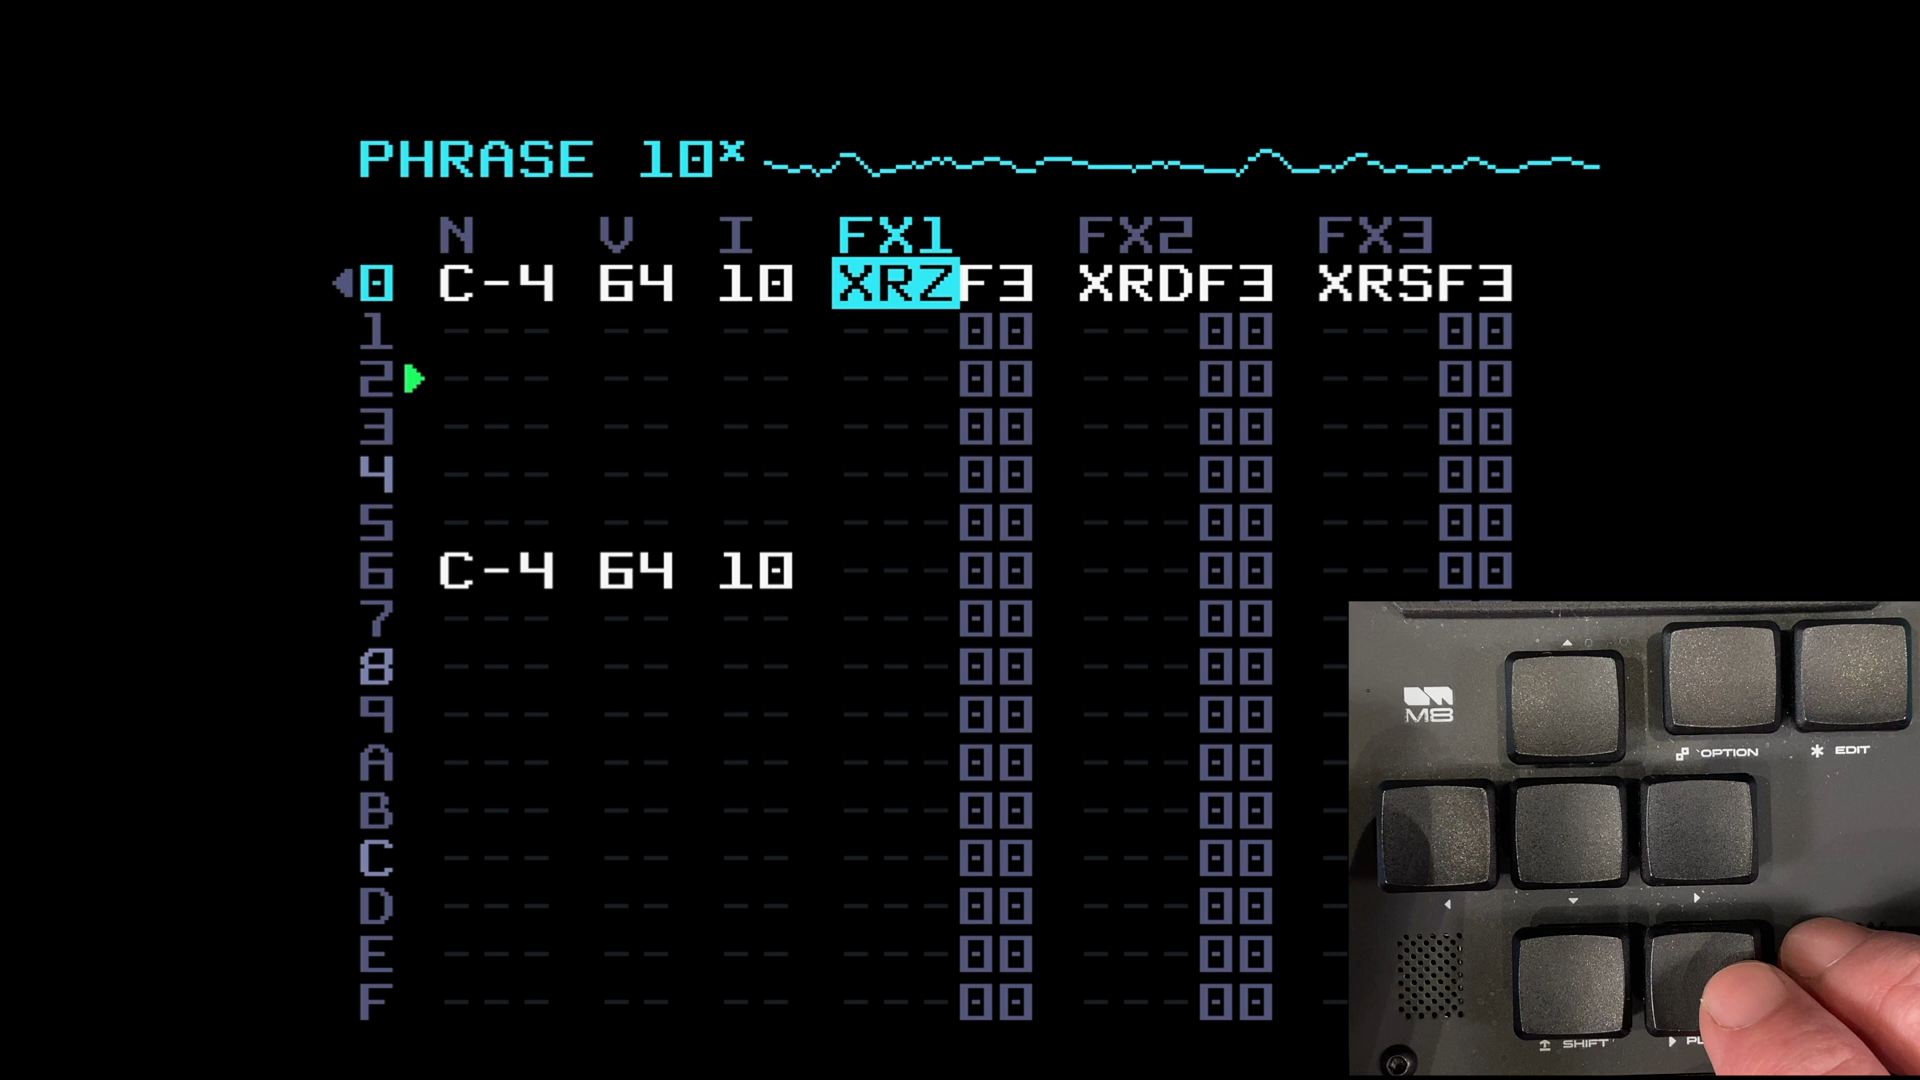 PHRASE 10x
N V I FX1 FX2 FX3
0 C-4 64 10 XRZF3 XRDF3 XRSF3
1 --- -- -- ---00 ---00 ---00
2 --- -- -- ---00 ---00 ---00
3 --- -- -- ---00 ---00 ---00
4 --- -- -- ---00 ---00 ---00
5 --- -- -- ---00 ---00 ---00
6 C-4 64 10 ---00 ---00 ---00
7 --- -- -- ---00 ---00
8 --- -- -- ---00 ---00
9 --- -- -- ---00 ---00
A --- -- -- ---00 ---00
B --- -- -- ---00 ---00
C --- -- -- ---00 ---00
D --- -- -- ---00 ---00
E --- -- -- ---00 ---00
F --- -- -- ---00 ---00
M8
OPTION
EDIT
SHIFT